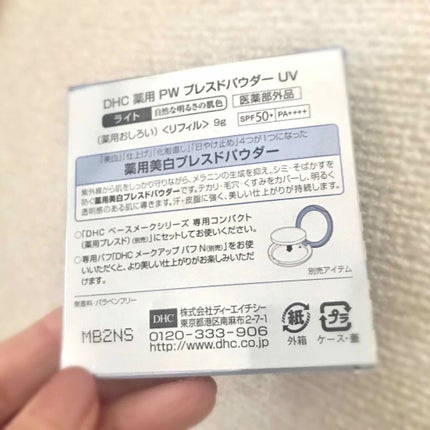 DHC 薬用 PW プレスドパウダー UV
ライト 自然な明るさの肌色 医薬部外品
(薬用おしろい)〈リフィル〉9g SPF50+ PA++++
「美白」「仕上げ」「化粧直し」「日やけ止め」4つが1つになった
薬用美白プレスドパウダー
紫外線から肌をしっかり守りながら、メラニンの生成を抑え、シミ・そばかすを
防ぐ薬用美白プレスドパウダーです。テカリ・毛穴・くすみをカバーし、明るく
透明感のある肌に導きます。汗・皮脂に強く、美しい仕上がりが持続します。
○「DHC ベースメークシリーズ 専用コンパクト
(薬用プレスド)(別売)」にセットしてお使いください。
○専用パフ「DHC メークアップ パフN(別売)」をお使
いいただくと、より美しい仕上がりがお楽しみいただ
けます。
別売アイテム
無香料・パラベンフリー
MB2NS
DHC 株式会社ディーエイチシー
東京都港区南麻布2-7-1
0120-333-906
http://www.dhc.co.jp
紙 外箱
プラ ケース・蓋